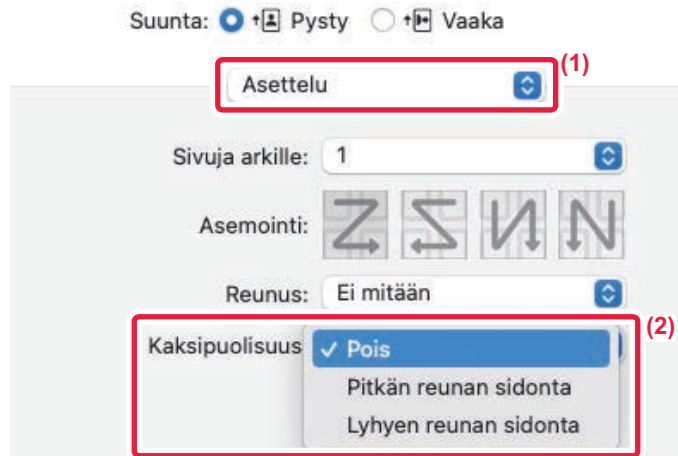 Suunta: Pysty Vaaka
(1)
Asettelu
Sivuja arkille: 1
Asemointi:
Reunus: Ei mitään
(2)
Kaksipuolisuus ✓ Pois
Pitkän reunan sidonta
Lyhyen reunan sidonta